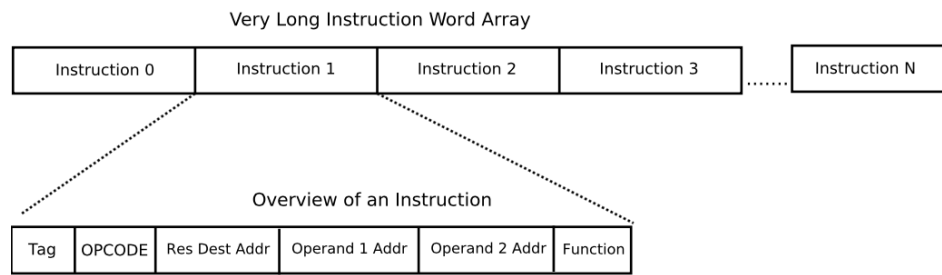 Very Long Instruction Word Array
Instruction 0 Instruction 1 Instruction 2 Instruction 3 Instruction N
Overview of an Instruction
Tag OPCODE Res Dest Addr Operand 1 Addr Operand 2 Addr Function